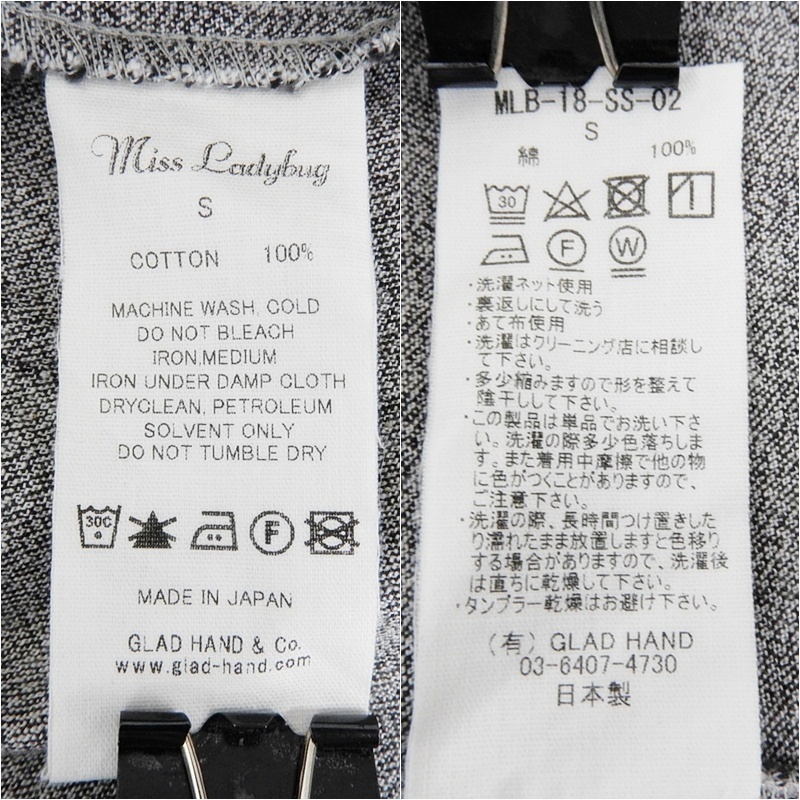 Miss Ladybug
S
COTTON 100%
MACHINE WASH, COLD
DO NOT BLEACH
IRON,MEDIUM
IRON UNDER DAMP CLOTH
DRYCLEAN, PETROLEUM
SOLVENT ONLY
DO NOT TUMBLE DRY
30C F
MADE IN JAPAN
GLAD HAND & Co.
www.glad-hand.com
MLB-18-SS-02
S
綿 100%
30
F W
・洗濯ネット使用
・裏返しにして洗う
・あて布使用
・洗濯はクリーニング店に相談し
て下さい。
・多少縮みますので形を整えて
陰干しして下さい。
・この製品は単品でお洗い下さ
い。洗濯の際多少色落ちしま
す。また着用中摩擦で他の物
に色がつくことがありますので、
ご注意下さい。
・洗濯の際、長時間つけ置きした
り濡れたまま放置しますと色移り
する場合がありますので、洗濯後
は直ちに乾燥して下さい。
・タンブラー乾燥はお避け下さい。
（有）GLAD HAND
03-6407-4730
日本製